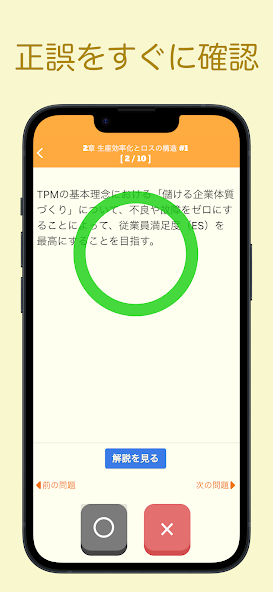 正誤をすぐに確認
2章 生産効率化とロスの構造 #1
[ 2 / 10 ]
TPMの基本理念における「儲ける企業体質
づくり」について、不良や故障をゼロにす
ることによって、従業員満足度（ES）を
最高にすることを目指す。
解説を見る
前の問題
次の問題